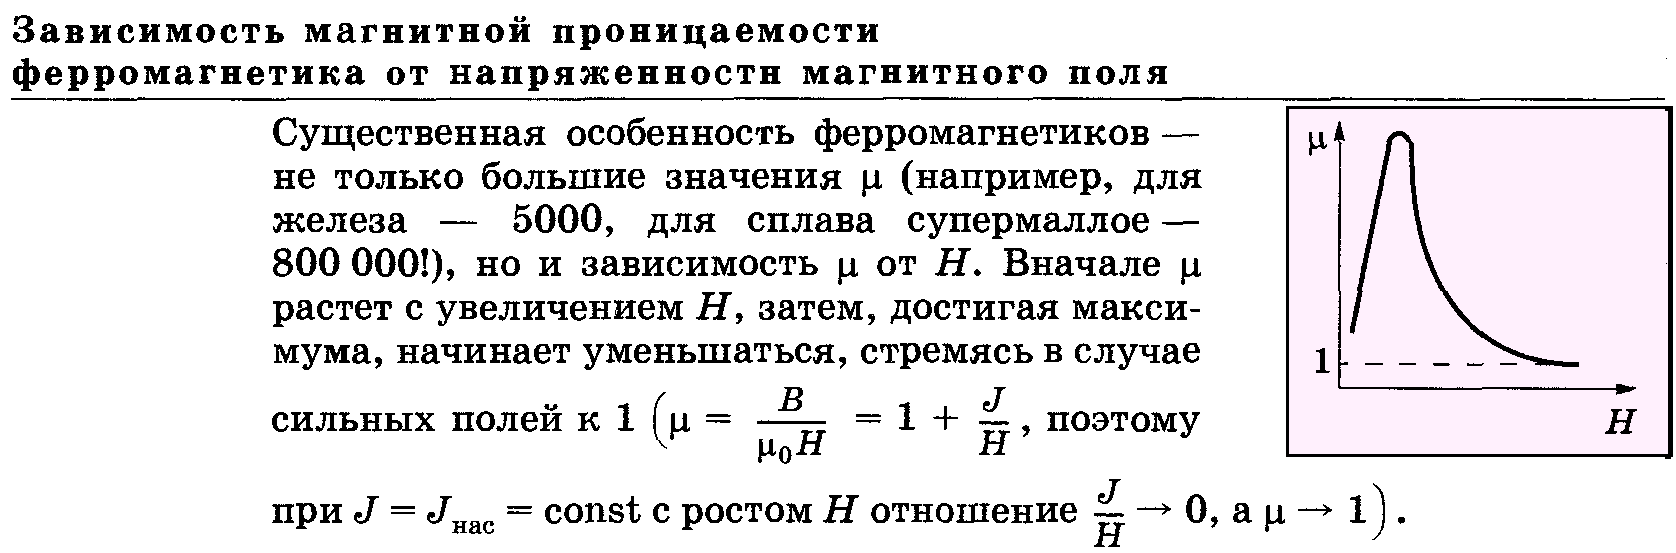 Зависимость магнитной проницаемости
ферромагнетика от напряженности магнитного поля
Существенная особенность ферромагнетиков —
не только большие значения μ (например, для
железа — 5000, для сплава супермаллое —
800 000!), но и зависимость μ от H. Вначале μ
растет с увеличением H, затем, достигая макси-
мума, начинает уменьшаться, стремясь в случае
сильных полей к 1 (μ = B/μ₀H = 1 + J/H, поэтому
при J = Jнас = const с ростом H отношение J/H → 0, а μ → 1).
μ
1
H